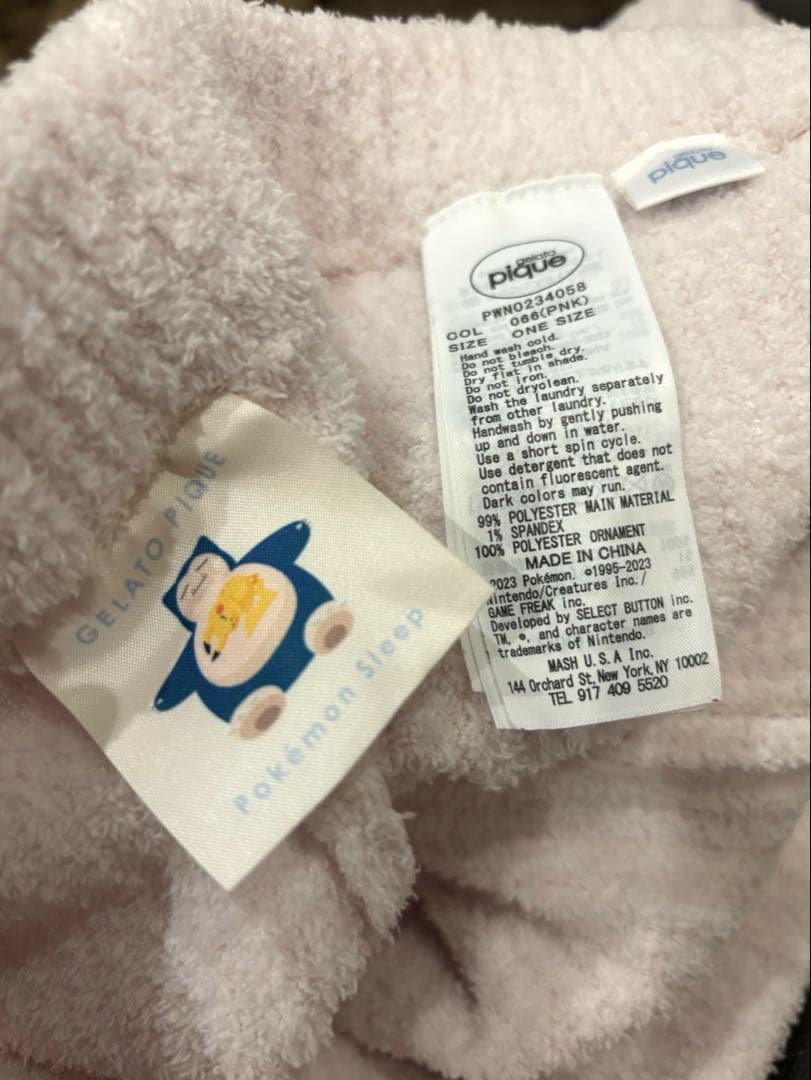 gelato
pique
gelato
pique
PWNO234058
COL 066(PNK)
SIZE ONE SIZE
Hand wash cold.
Do not bleach.
Do not tumble dry.
Dry flat in shade.
Do not iron.
Do not dryclean.
Wash the laundry separately
from other laundry.
Handwash by gently pushing
up and down in water.
Use a short spin cycle.
Use detergent that does not
contain fluorescent agent.
Dark colors may run.
99% POLYESTER MAIN MATERIAL
1% SPANDEX
100% POLYESTER ORNAMENT
MADE IN CHINA
2023 Pokémon. ©1995-2023
Nintendo/Creatures Inc./
GAME FREAK inc.
Developed by SELECT BUTTON inc.
TM, ®, and character names are
trademarks of Nintendo.
MASH U.S.A Inc.
144 Orchard St, New York, NY 10002
TEL 917 409 5520
GELATO PIQUE
Pokémon Sleep